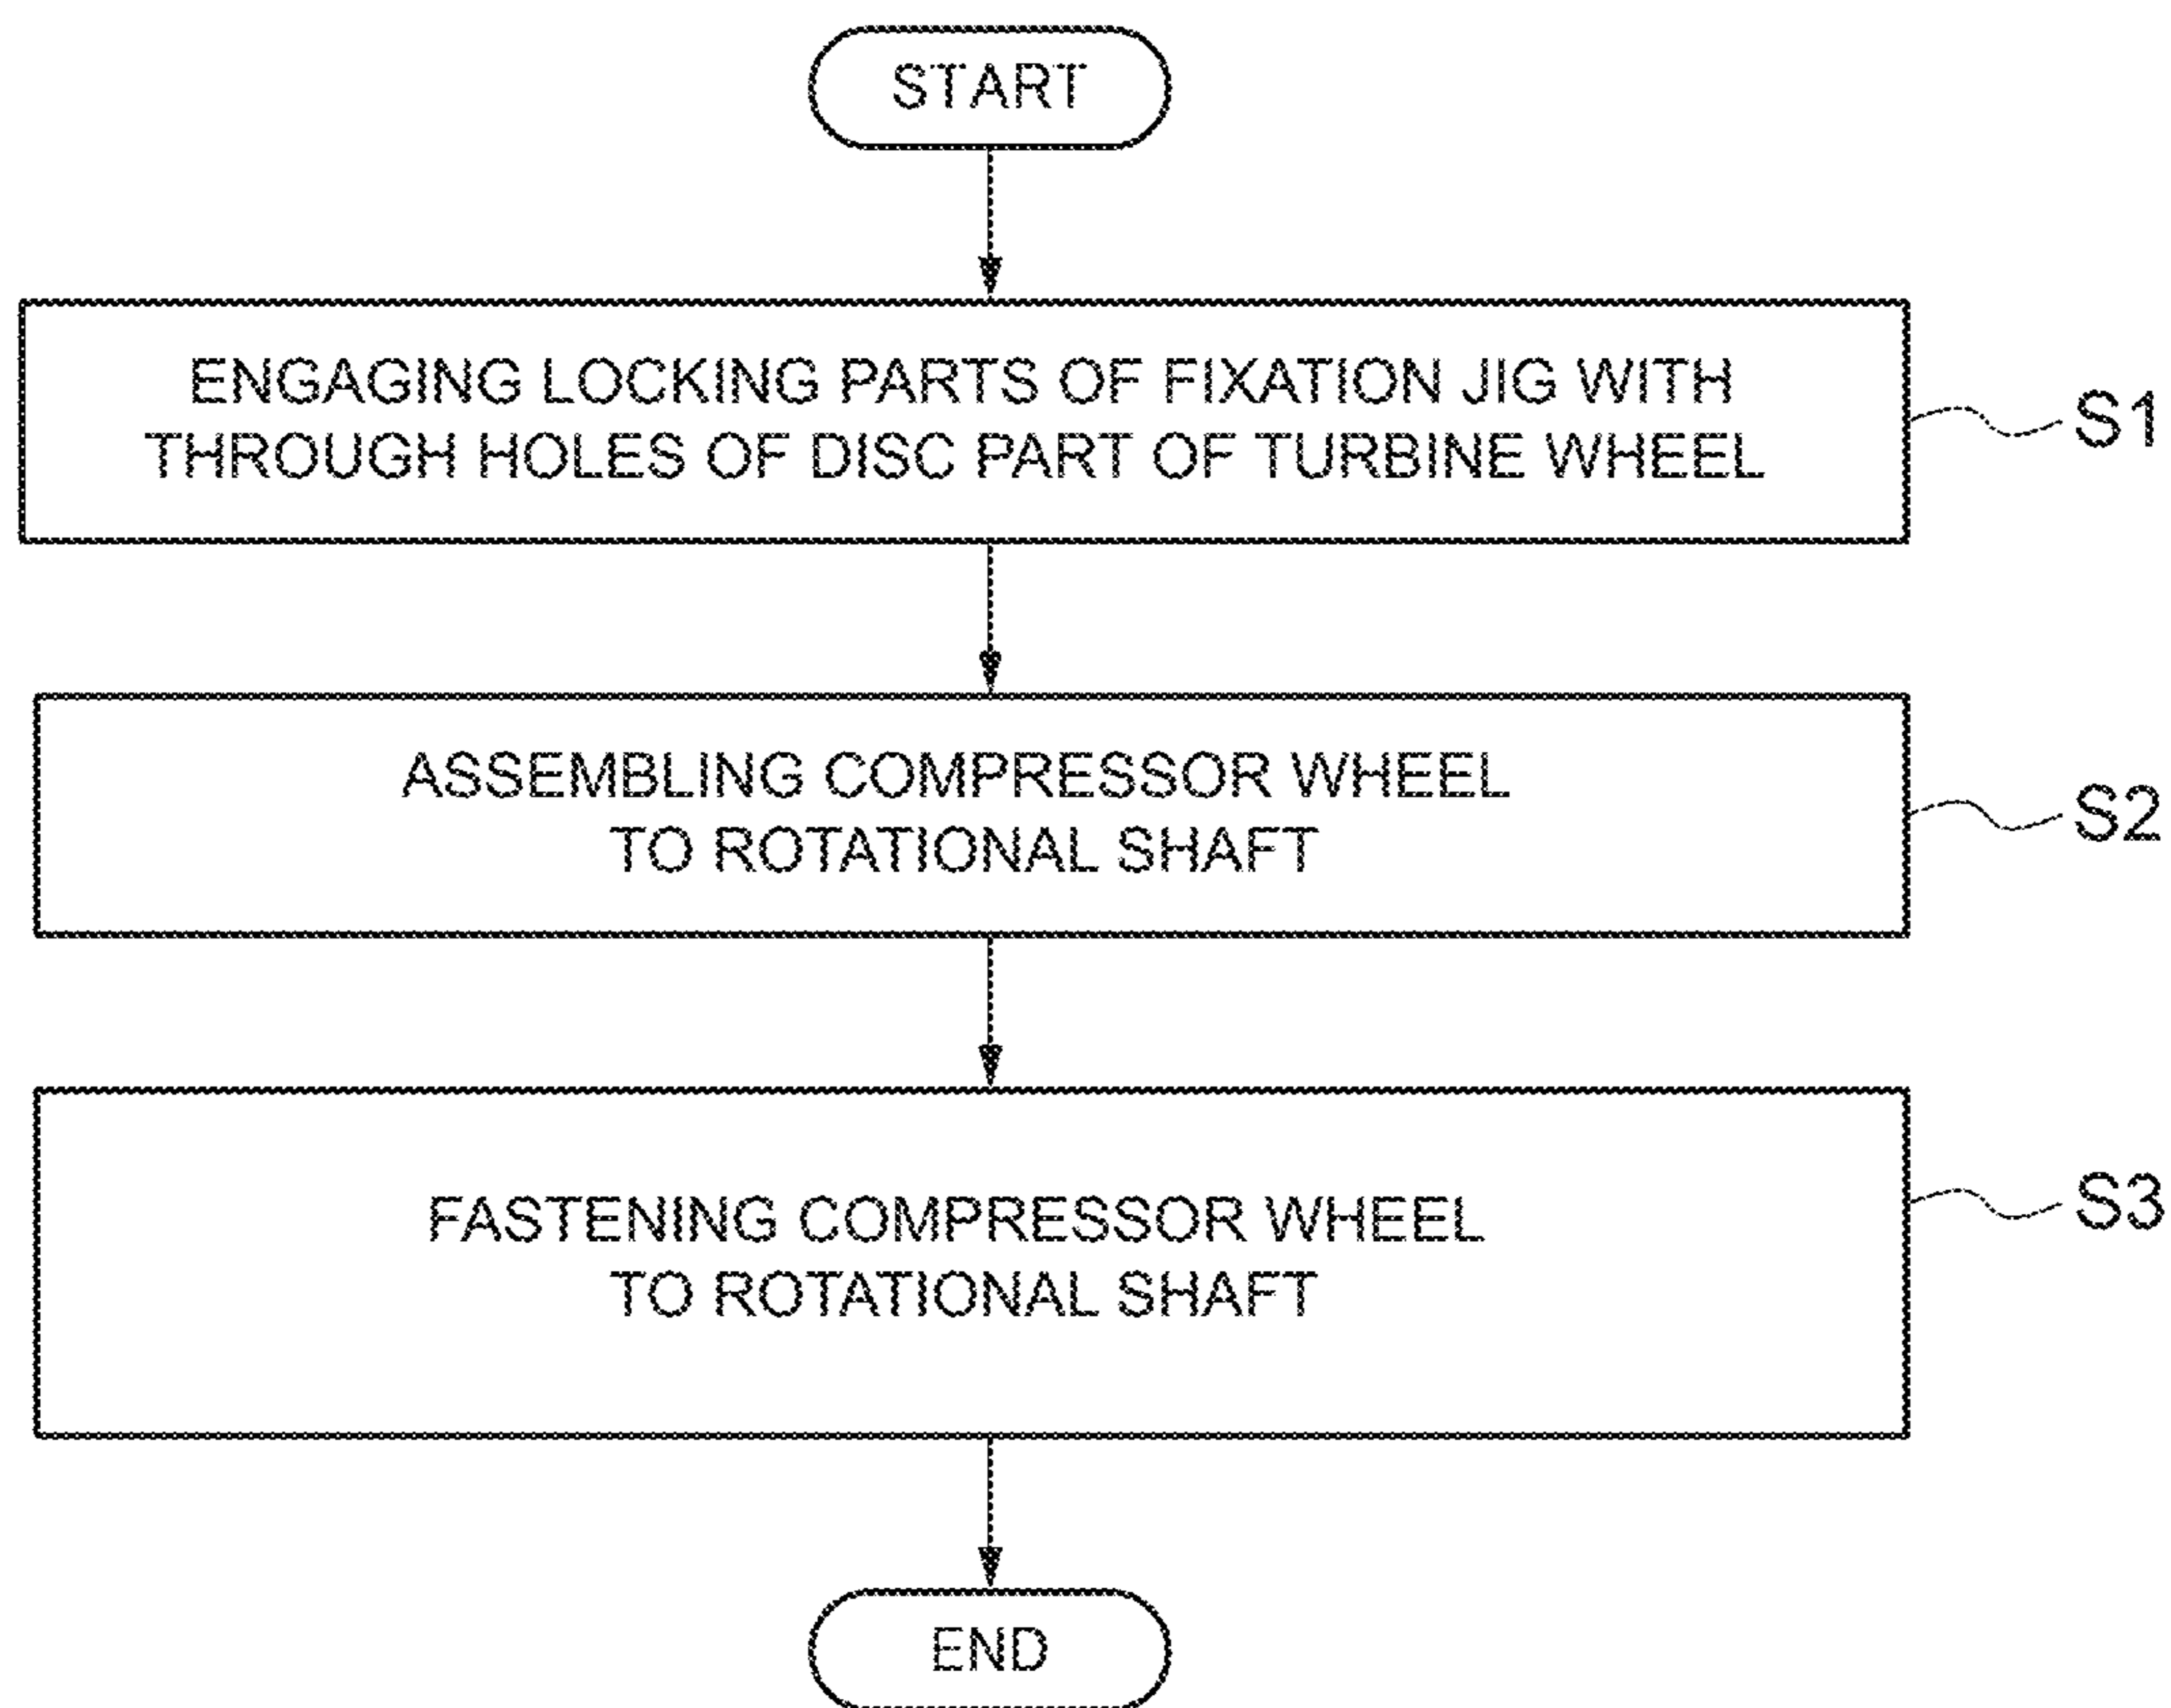 START
ENGAGING LOCKING PARTS OF FIXATION JIG WITH
THROUGH HOLES OF DISC PART OF TURBINE WHEEL
S1
ASSEMBLING COMPRESSOR WHEEL
TO ROTATIONAL SHAFT
S2
FASTENING COMPRESSOR WHEEL
TO ROTATIONAL SHAFT
S3
END